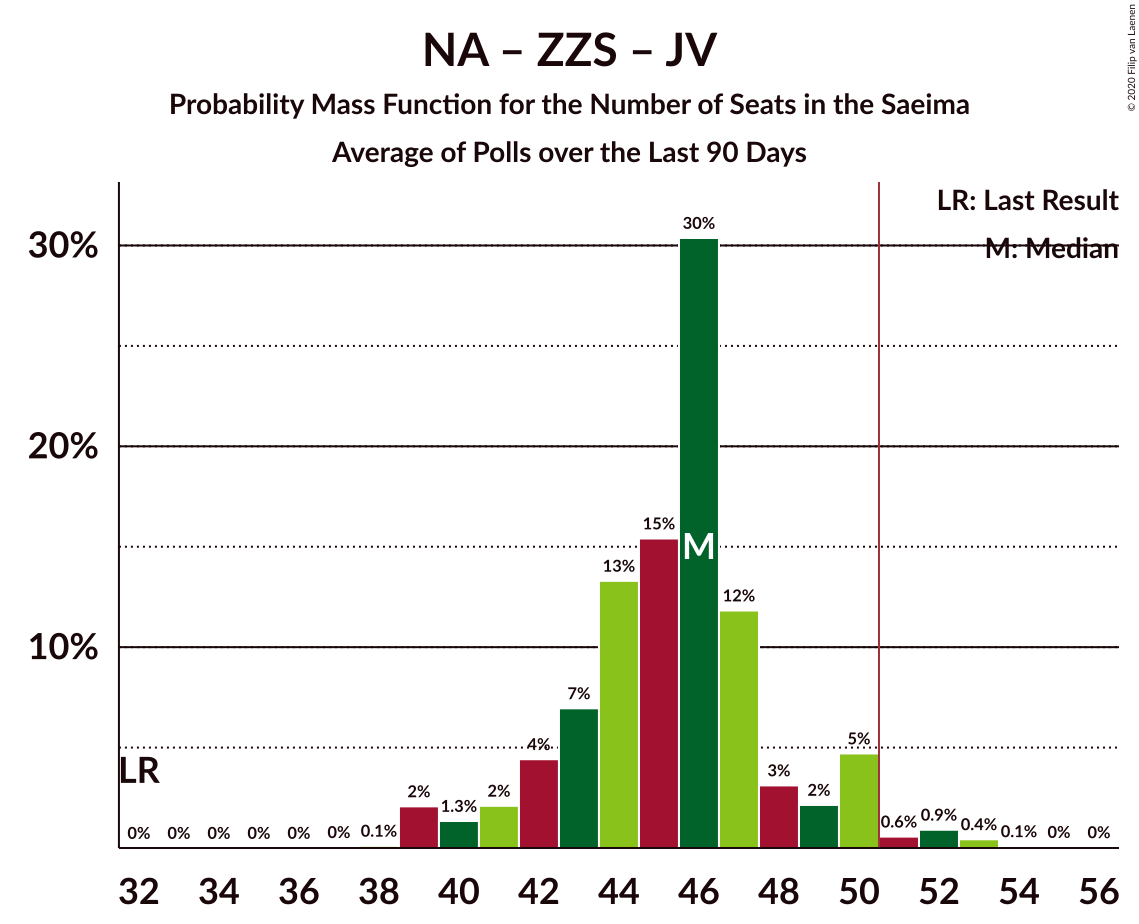 NA – ZZS – JV
Probability Mass Function for the Number of Seats in the Saeima
Average of Polls over the Last 90 Days
© 2020 Filip van Laenen
LR: Last Result
M: Median
30%
20%
10%
LR
M
0% 0% 0% 0% 0% 0% 0.1% 2% 1.3% 2% 4% 7% 13% 15% 30% 12% 3% 2% 5% 0.6% 0.9% 0.4% 0.1% 0% 0%
32 34 36 38 40 42 44 46 48 50 52 54 56